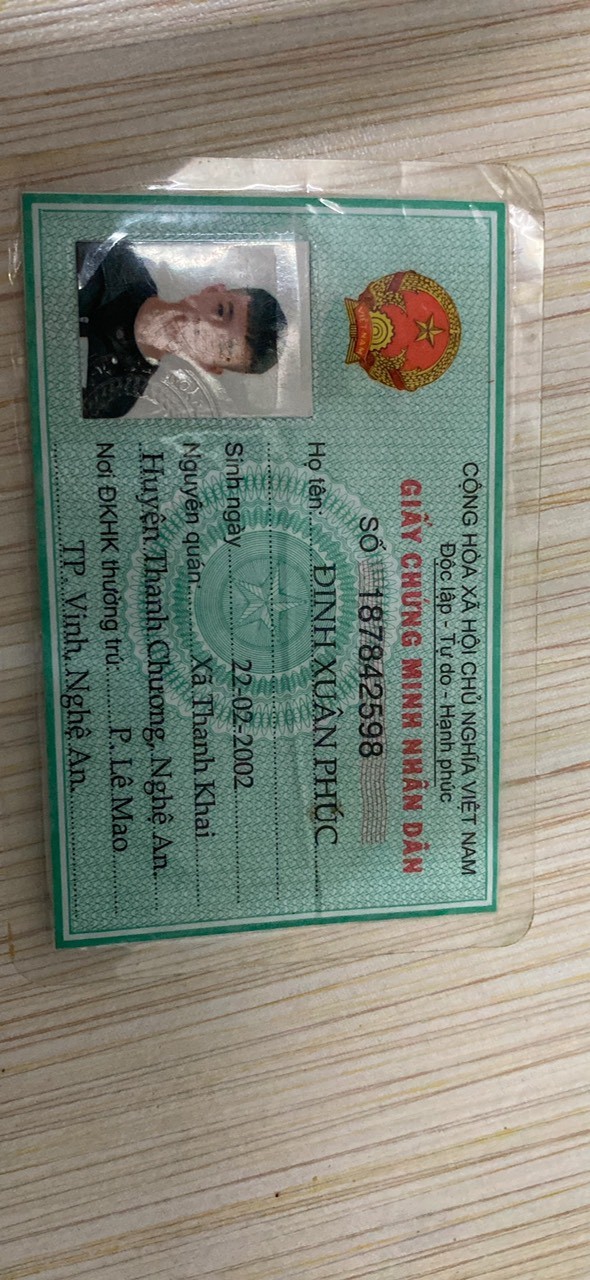 CỘNG HÒA XÃ HỘI CHỦ NGHĨA VIỆT NAM
Độc lập - Tự do - Hạnh phúc
GIẤY CHỨNG MINH NHÂN DÂN
SỐ 187842598
Họ tên: ĐINH XUÂN PHÚC
Sinh ngày 22-02-2002
Nguyên quán: Xã Thanh Khai
Huyện Thanh Chương, Nghệ An
Nơi ĐKHK thường trú: P. Lê Mao
TP. Vinh, Nghệ An.
VIỆT NAM